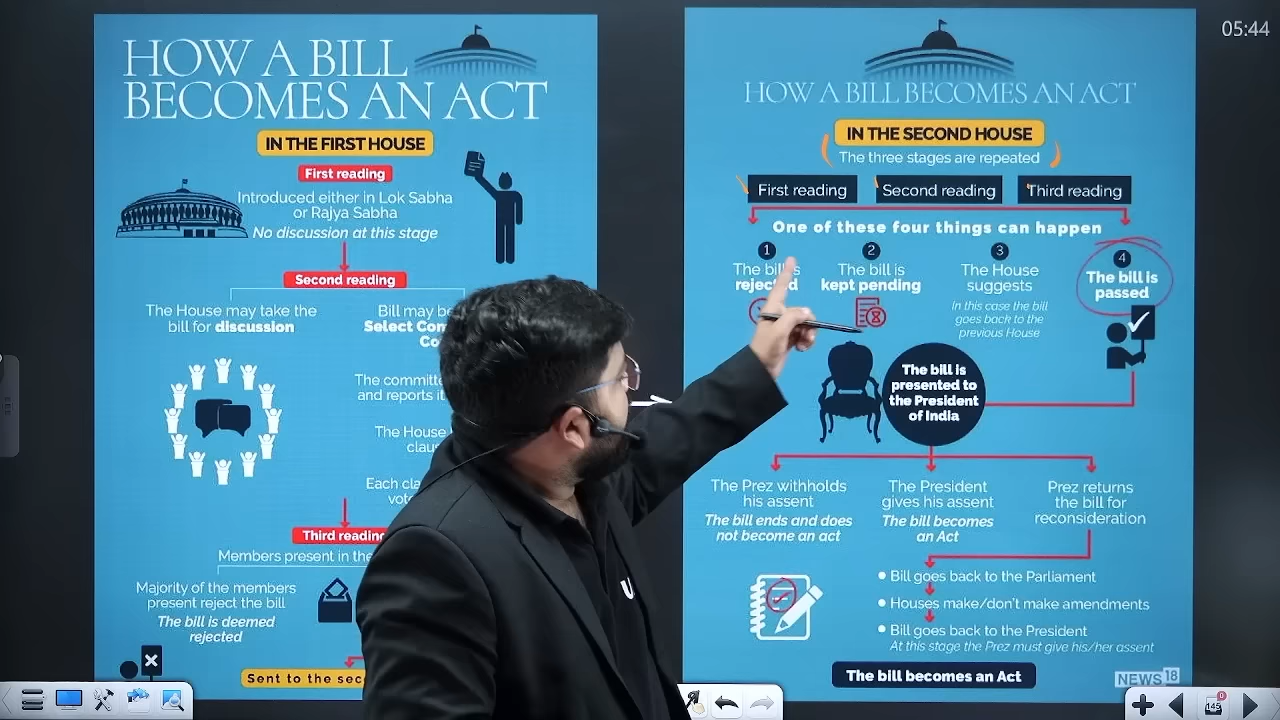 05:44
HOW A BILL
BECOMES AN ACT
IN THE FIRST HOUSE
First reading
Introduced either in Lok Sabha
or Rajya Sabha
No discussion at this stage
Second reading
The House may take the
bill for discussion
Bill may be
Select
The
and reports
The House
Each
Third reading
Members present in the
Majority of the members
present reject the bill
The bill is deemed
rejected
Sent to the
HOW A BILL BECOMES AN ACT
IN THE SECOND HOUSE
The three stages are repeated
First reading
Second reading
Third reading
One of these four things can happen
1
The bill is
rejected
2
The bill is
kept pending
3
The House
suggests
In this case the bill
goes back to the
previous House
4
The bill is
passed
The bill is
presented to
the President
of India
The Prez withholds
his assent
The bill ends and does
not become an act
The President
gives his assent
The bill becomes
an Act
Prez returns
the bill for
reconsideration
• Bill goes back to the Parliament
• Houses make/don't make amendments
• Bill goes back to the President
At this stage the Prez must give his/her assent
The bill becomes an Act
NEWS18
U
145
0